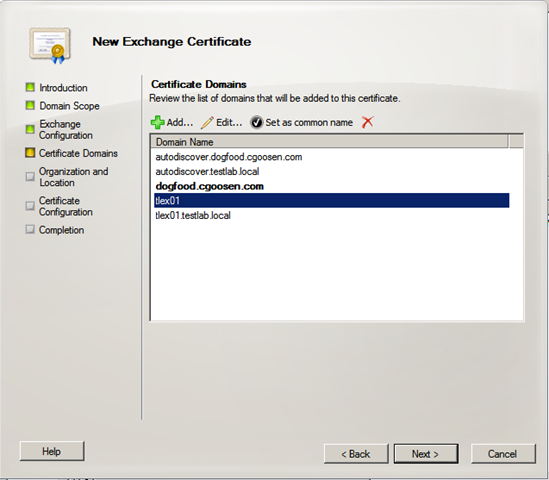 New Exchange Certificate
Introduction
Domain Scope
Exchange
Configuration
Certificate Domains
Organization and
Location
Certificate
Configuration
Completion
Certificate Domains
Review the list of domains that will be added to this certificate.
Add... Edit... Set as common name
Domain Name
autodiscover.dogfood.cgoosen.com
autodiscover.testlab.local
dogfood.cgoosen.com
tlex01
tlex01.testlab.local
Help < Back Next > Cancel